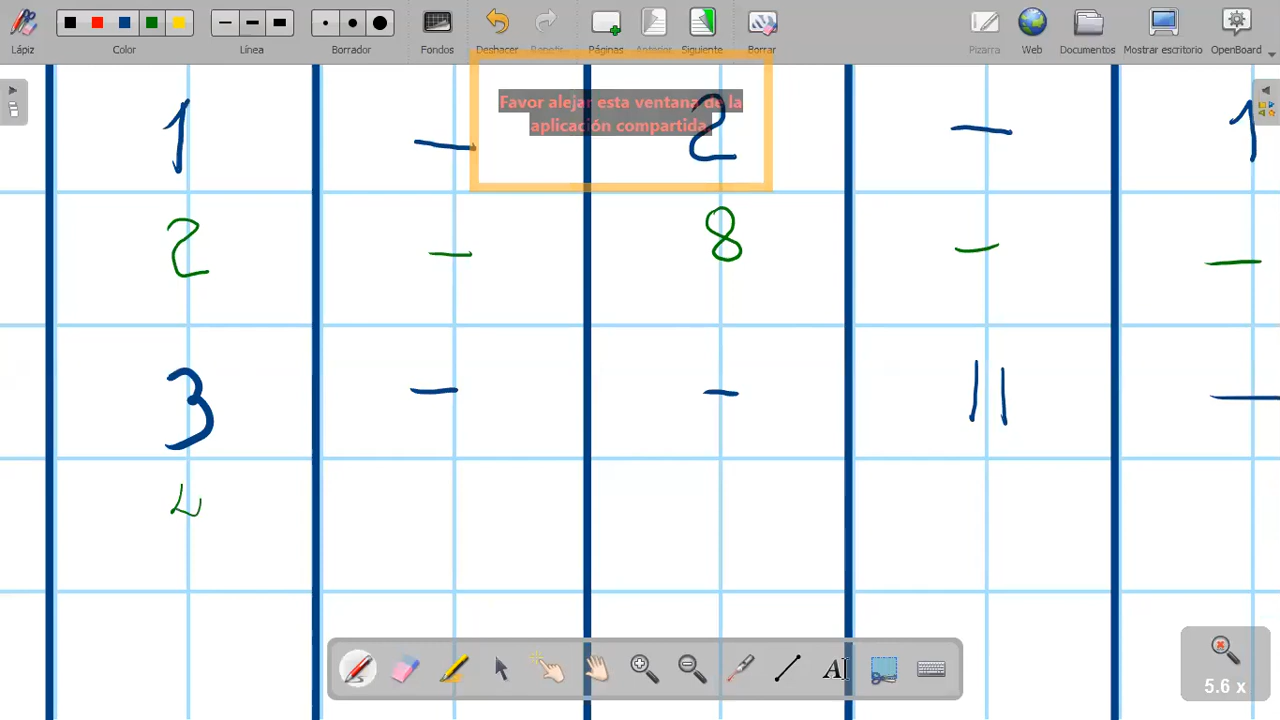 Lápiz
Color
Línea
Borrador
Fondos
Deshacer
Repetir
Páginas
Anterior
Siguiente
Borrar
Pizarra
Web
Documentos
Mostrar escritorio
OpenBoard
Favor alejar esta ventana de la
aplicación compartida.
1 – 2 – 1
2 – 8 – –
3 – – 11 –
4
5.6 x